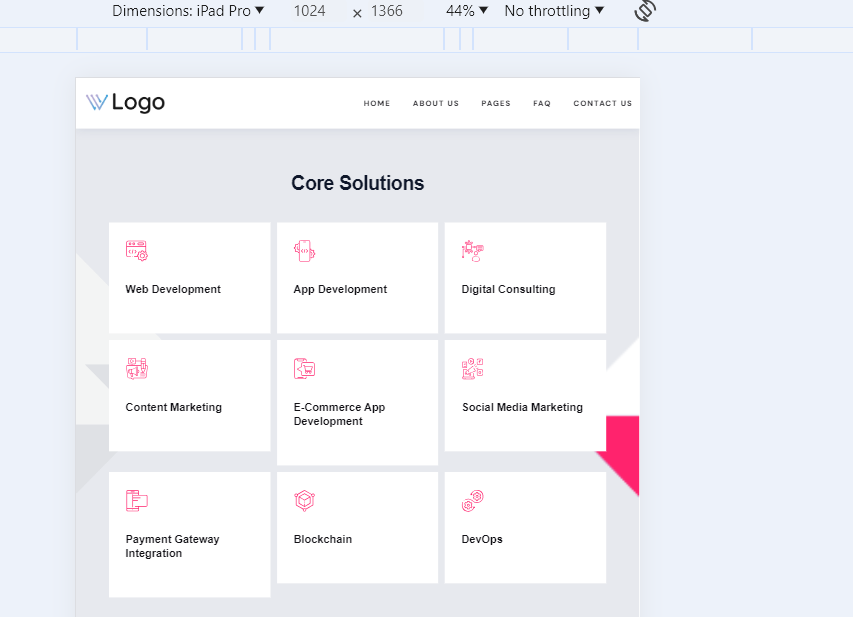 Dimensions: iPad Pro ▼ 1024 × 1366 44% ▼ No throttling ▼
Logo HOME ABOUT US PAGES FAQ CONTACT US
Core Solutions
Web Development App Development Digital Consulting
Content Marketing E-Commerce App Social Media Marketing
Development
Payment Gateway Blockchain DevOps
Integration